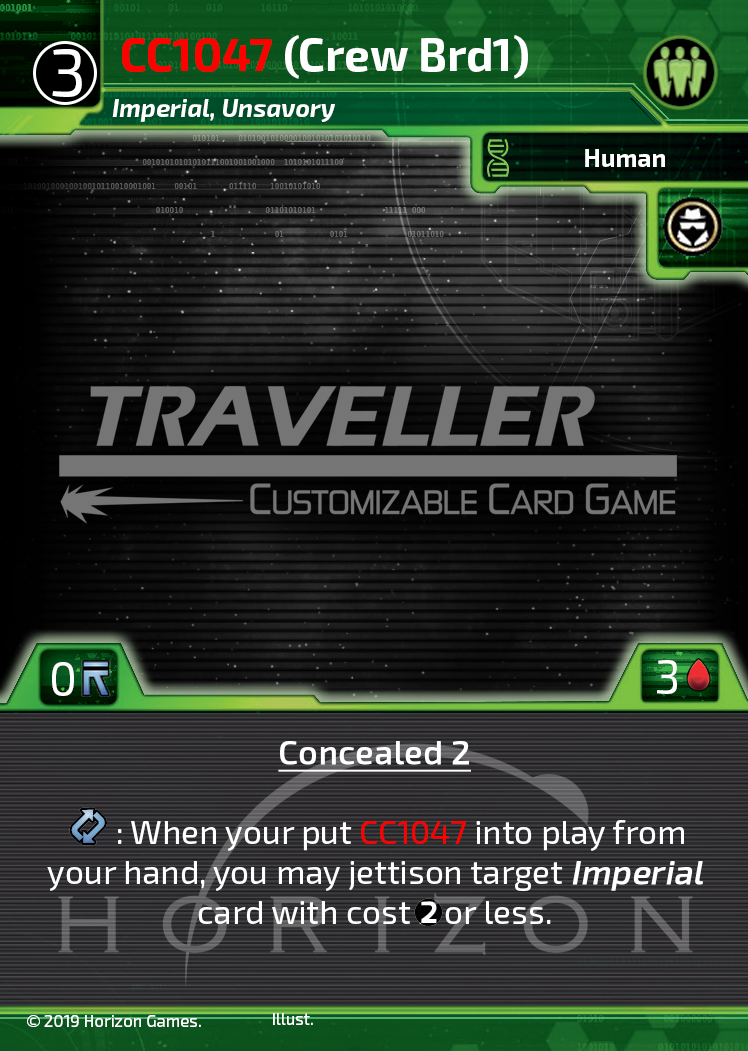 3
CC1047 (Crew Brd1)
Imperial, Unsavory
Human
TRAVELLER
CUSTOMIZABLE CARD GAME
0
3
Concealed 2
: When your put CC1047 into play from
your hand, you may jettison target Imperial
card with cost 2 or less.
HORIZON
© 2019 Horizon Games.
Illust.